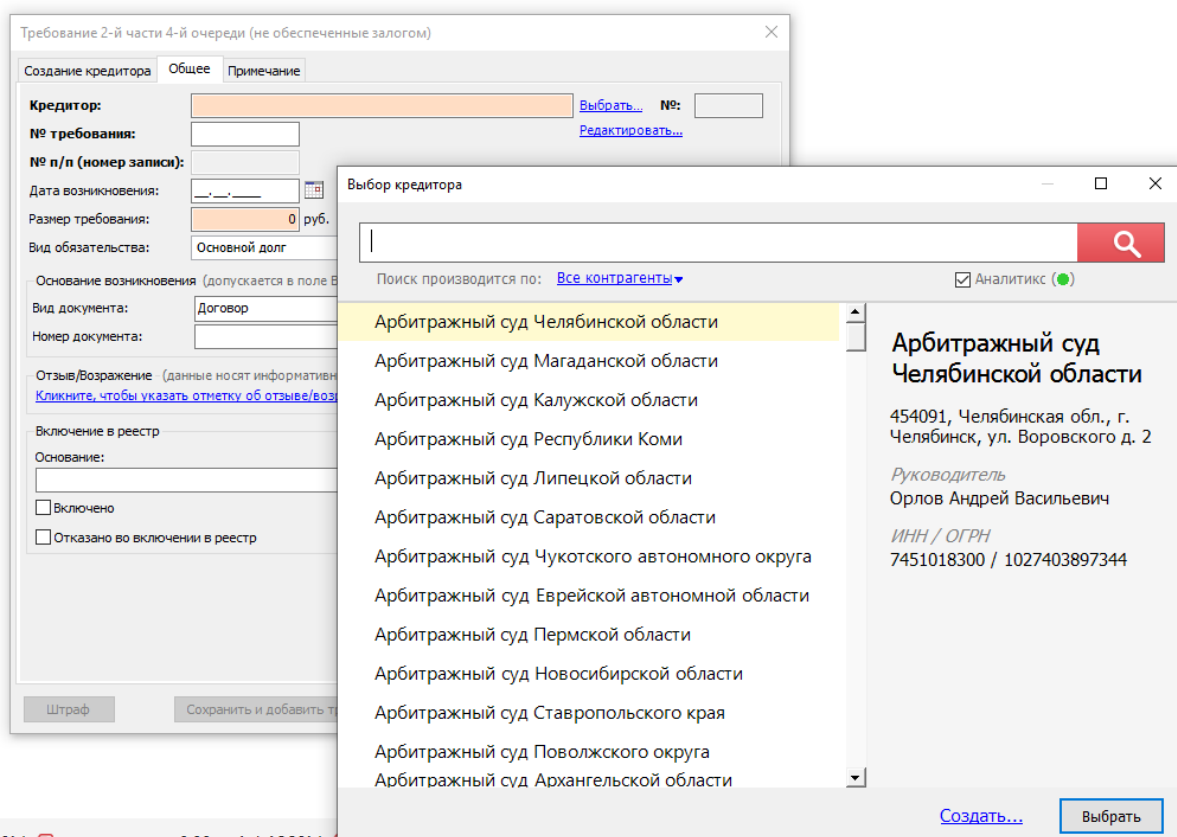 Требование 2-й части 4-й очереди (не обеспеченные залогом)
Создание кредитора Общее Примечание
Кредитор: Выбрать... №:
№ требования: Редактировать...
№ п/п (номер записи):
Дата возникновения: __.__.____
Размер требования: 0 руб.
Вид обязательства: Основной долг
Основание возникновения (допускается в поле В
Вид документа: Договор
Номер документа:
Отзыв/Возражение (данные носят информативн
Кликните, чтобы указать отметку об отзыве/воз
Включение в реестр
Основание:
Включено
Отказано во включении в реестр
Штраф Сохранить и добавить т
Выбор кредитора
Поиск производится по: Все контрагенты Аналитикс ( )
Арбитражный суд Челябинской области
Арбитражный суд Магаданской области
Арбитражный суд Калужской области
Арбитражный суд Республики Коми
Арбитражный суд Липецкой области
Арбитражный суд Саратовской области
Арбитражный суд Чукотского автономного округа
Арбитражный суд Еврейской автономной области
Арбитражный суд Пермской области
Арбитражный суд Новосибирской области
Арбитражный суд Ставропольского края
Арбитражный суд Поволжского округа
Арбитражный суд Архангельской области
Арбитражный суд
Челябинской области
454091, Челябинская обл., г.
Челябинск, ул. Воровского д. 2
Руководитель
Орлов Андрей Васильевич
ИНН / ОГРН
7451018300 / 1027403897344
Создать... Выбрать